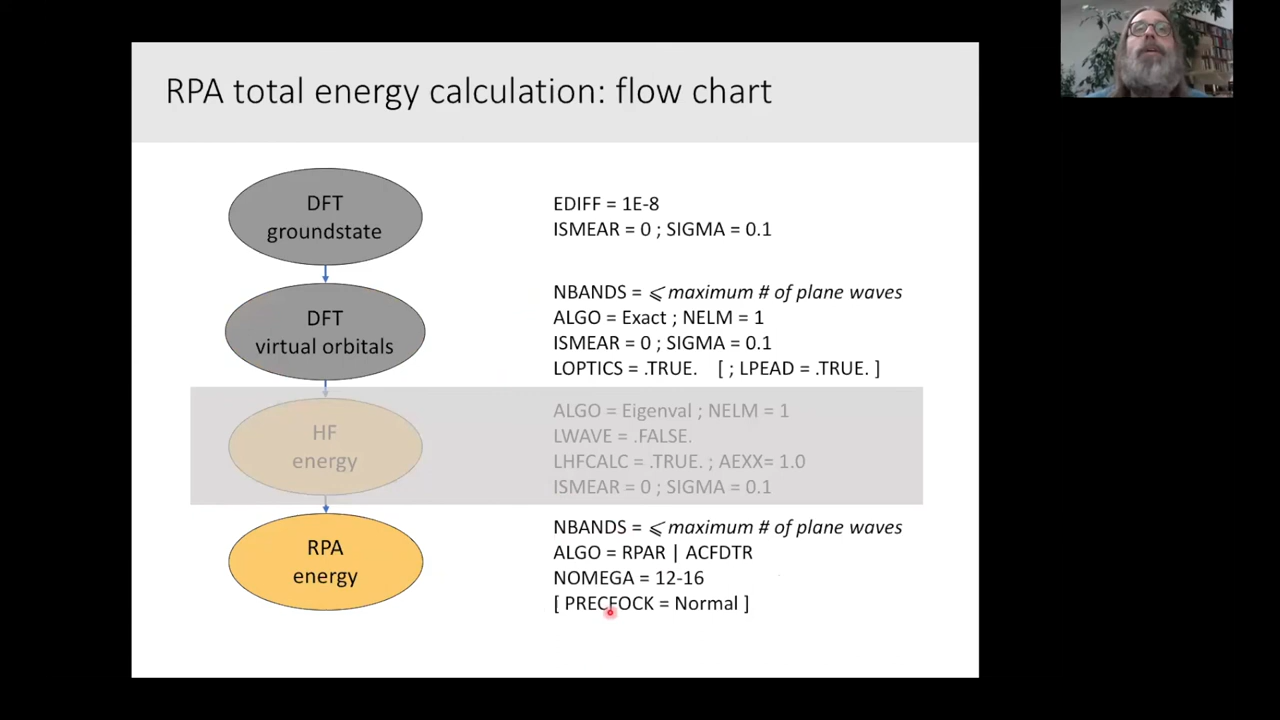 RPA total energy calculation: flow chart
DFT
groundstate
EDIFF = 1E-8
ISMEAR = 0 ; SIGMA = 0.1
DFT
virtual orbitals
NBANDS = ⩽ maximum # of plane waves
ALGO = Exact ; NELM = 1
ISMEAR = 0 ; SIGMA = 0.1
LOPTICS = .TRUE. [ ; LPEAD = .TRUE. ]
HF
energy
ALGO = Eigenval ; NELM = 1
LWAVE = .FALSE.
LHFCALC = .TRUE. ; AEXX= 1.0
ISMEAR = 0 ; SIGMA = 0.1
RPA
energy
NBANDS = ⩽ maximum # of plane waves
ALGO = RPAR | ACFDTR
NOMEGA = 12-16
[ PRECFOCK = Normal ]